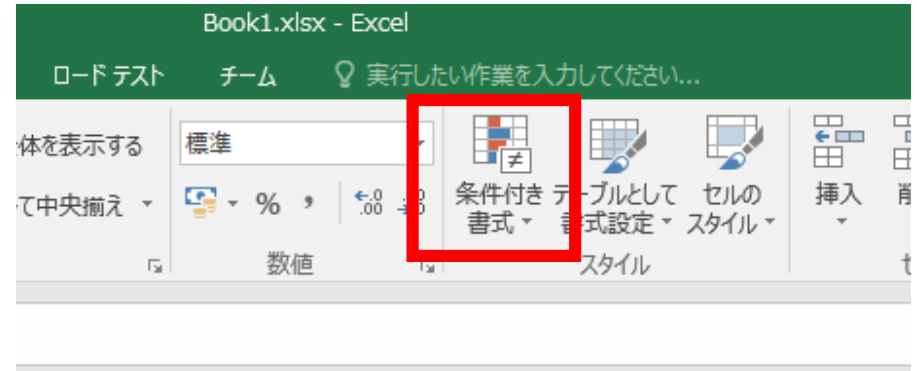 Book1.xlsx - Excel
ロード テスト チーム 実行したい作業を入力してください...
体を表示する 標準
て中央揃え % , .00
条件付き書式 テーブルとして書式設定 セルのスタイル 挿入
数値 スタイル